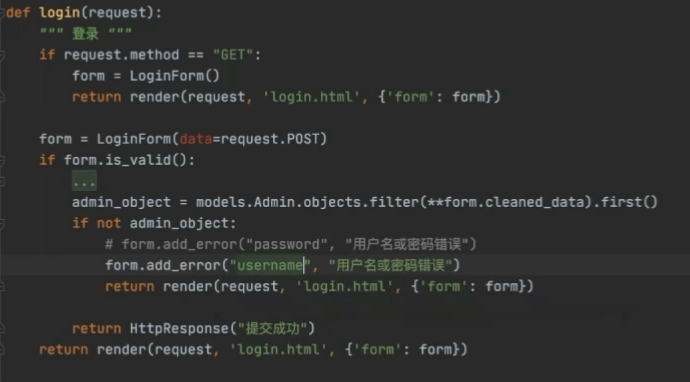 def login(request):
""" 登录 """
if request.method == "GET":
form = LoginForm()
return render(request, 'login.html', {'form': form})
form = LoginForm(data=request.POST)
if form.is_valid():
...
admin_object = models.Admin.objects.filter(**form.cleaned_data).first()
if not admin_object:
# form.add_error("password", "用户名或密码错误")
form.add_error("username", "用户名或密码错误")
return render(request, 'login.html', {'form': form})
return HttpResponse("提交成功")
return render(request, 'login.html', {'form': form})